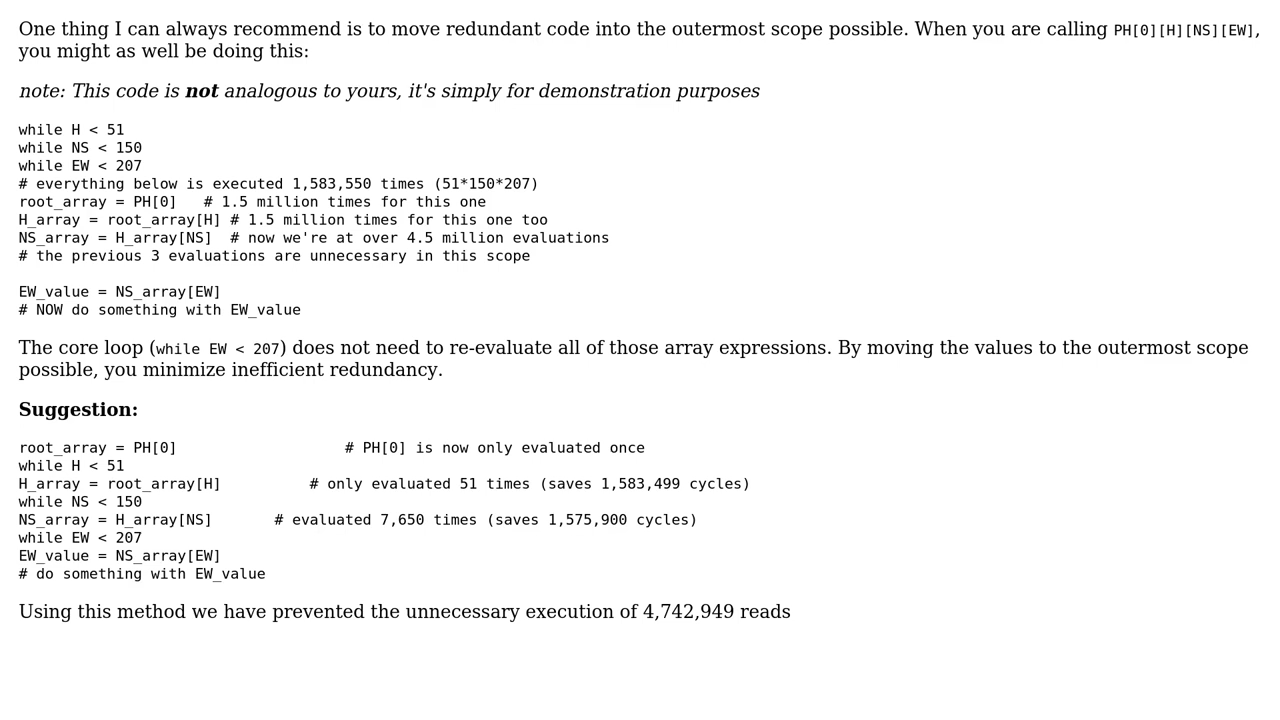 One thing I can always recommend is to move redundant code into the outermost scope possible. When you are calling PH[0][H][NS][EW],
you might as well be doing this:
note: This code is not analogous to yours, it's simply for demonstration purposes
while H < 51
while NS < 150
while EW < 207
# everything below is executed 1,583,550 times (51*150*207)
root_array = PH[0]   # 1.5 million times for this one
H_array = root_array[H] # 1.5 million times for this one too
NS_array = H_array[NS]  # now we're at over 4.5 million evaluations
# the previous 3 evaluations are unnecessary in this scope
EW_value = NS_array[EW]
# NOW do something with EW_value
The core loop (while EW < 207) does not need to re-evaluate all of those array expressions. By moving the values to the outermost scope
possible, you minimize inefficient redundancy.
Suggestion:
root_array = PH[0]                   # PH[0] is now only evaluated once
while H < 51
H_array = root_array[H]          # only evaluated 51 times (saves 1,583,499 cycles)
while NS < 150
NS_array = H_array[NS]       # evaluated 7,650 times (saves 1,575,900 cycles)
while EW < 207
EW_value = NS_array[EW]
# do something with EW_value
Using this method we have prevented the unnecessary execution of 4,742,949 reads